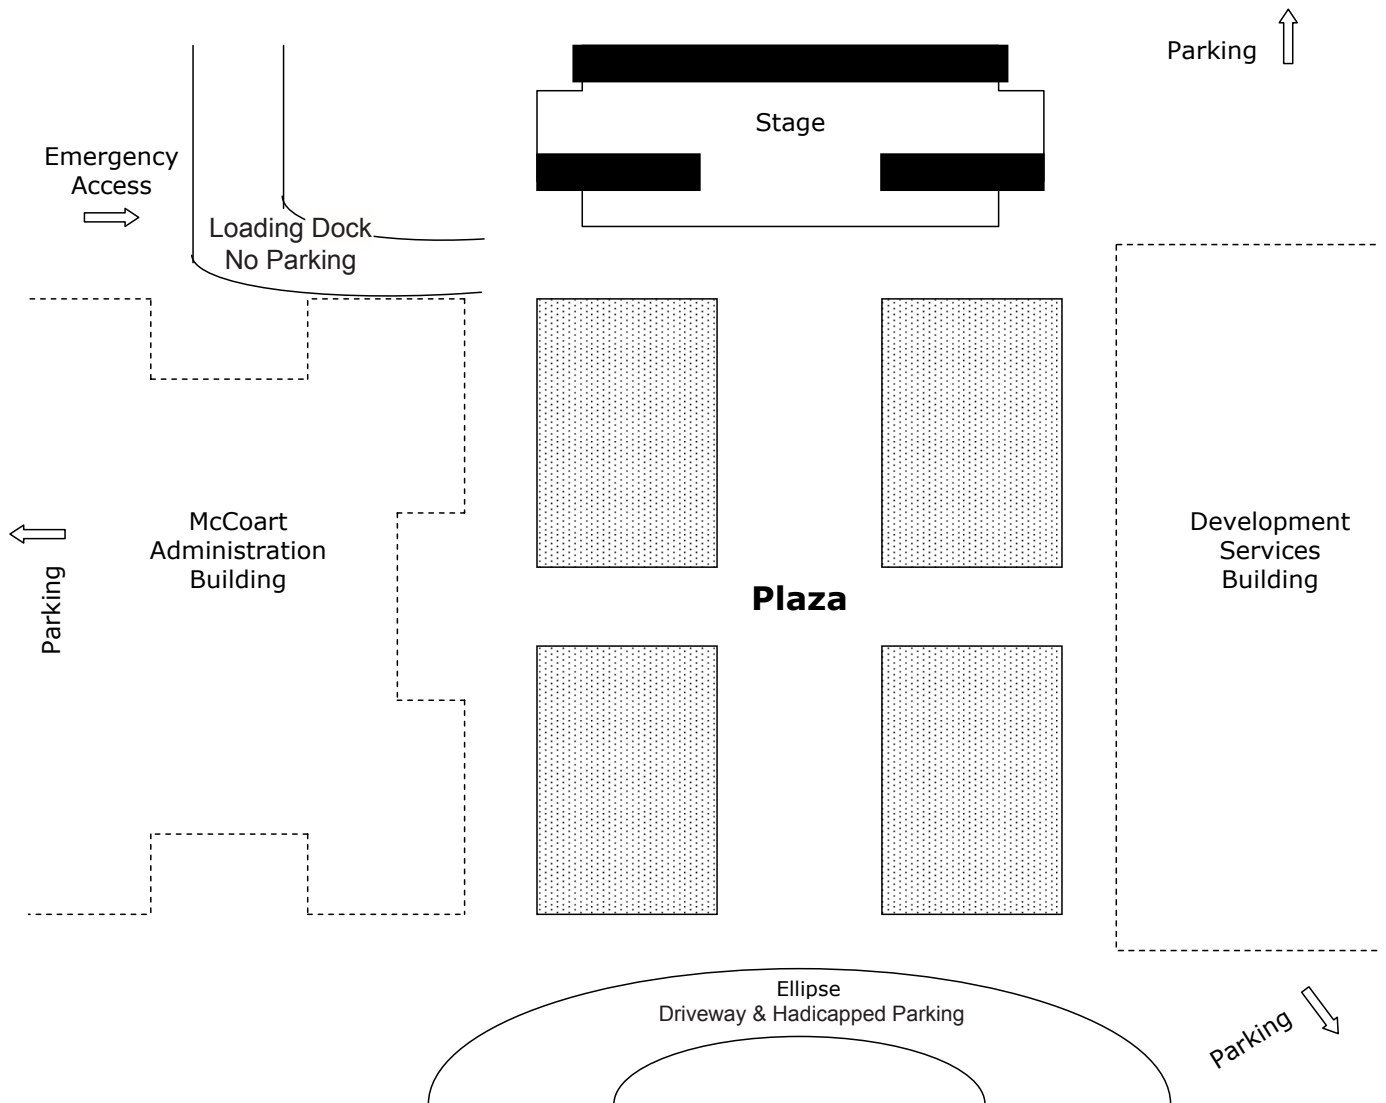 Parking
Stage
Emergency
Access
Loading Dock
No Parking
McCoart
Administration
Building
Development
Services
Building
Parking
Plaza
Ellipse
Driveway & Hadicapped Parking
Parking